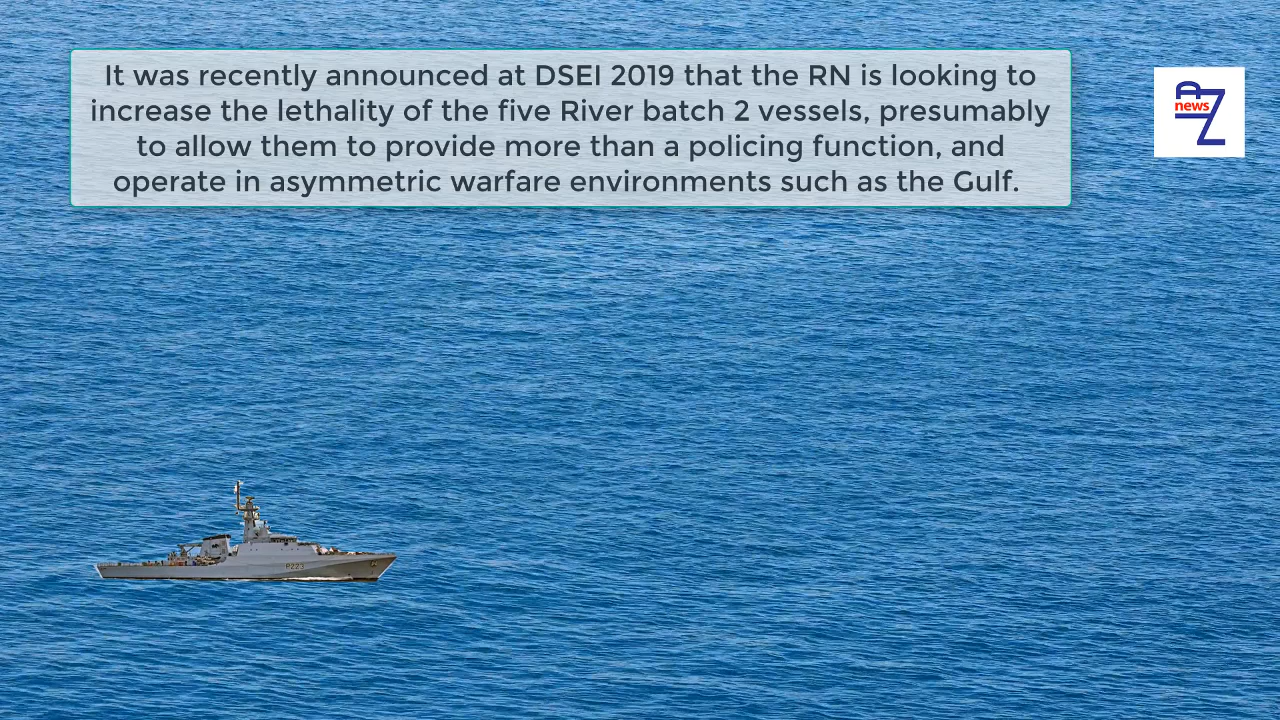 It was recently announced at DSEI 2019 that the RN is looking to
increase the lethality of the five River batch 2 vessels, presumably
to allow them to provide more than a policing function, and
operate in asymmetric warfare environments such as the Gulf.
AZ
news
P223